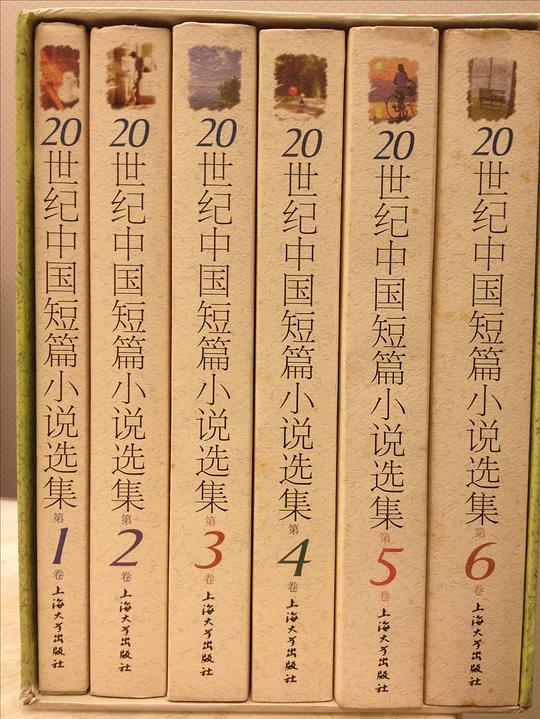 20世纪中国短篇小说选集
第1卷
上海大学出版社
20世纪中国短篇小说选集
第2卷
上海大学出版社
20世纪中国短篇小说选集
第3卷
上海大学出版社
20世纪中国短篇小说选集
第4卷
上海大学出版社
20世纪中国短篇小说选集
第5卷
上海大学出版社
20世纪中国短篇小说选集
第6卷
上海大学出版社